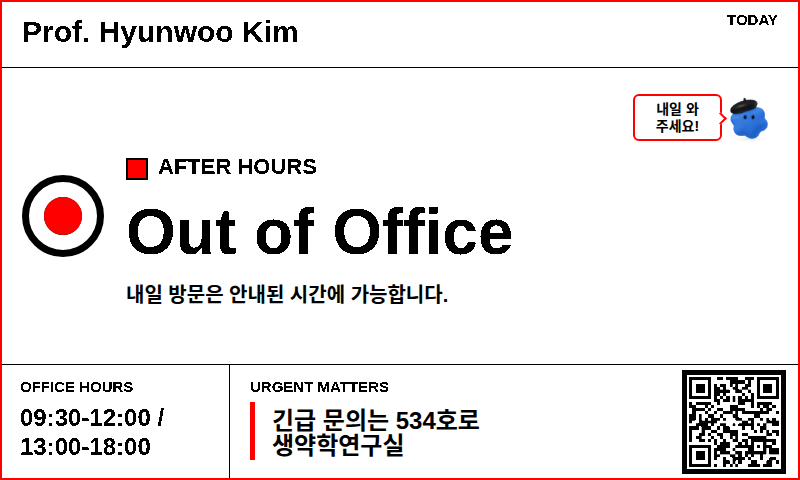 Prof. Hyunwoo Kim
TODAY
내일 와
주세요!
AFTER HOURS
Out of Office
내일 방문은 안내된 시간에 가능합니다.
OFFICE HOURS
09:30-12:00 /
13:00-18:00
URGENT MATTERS
긴급 문의는 534호로
생약학연구실